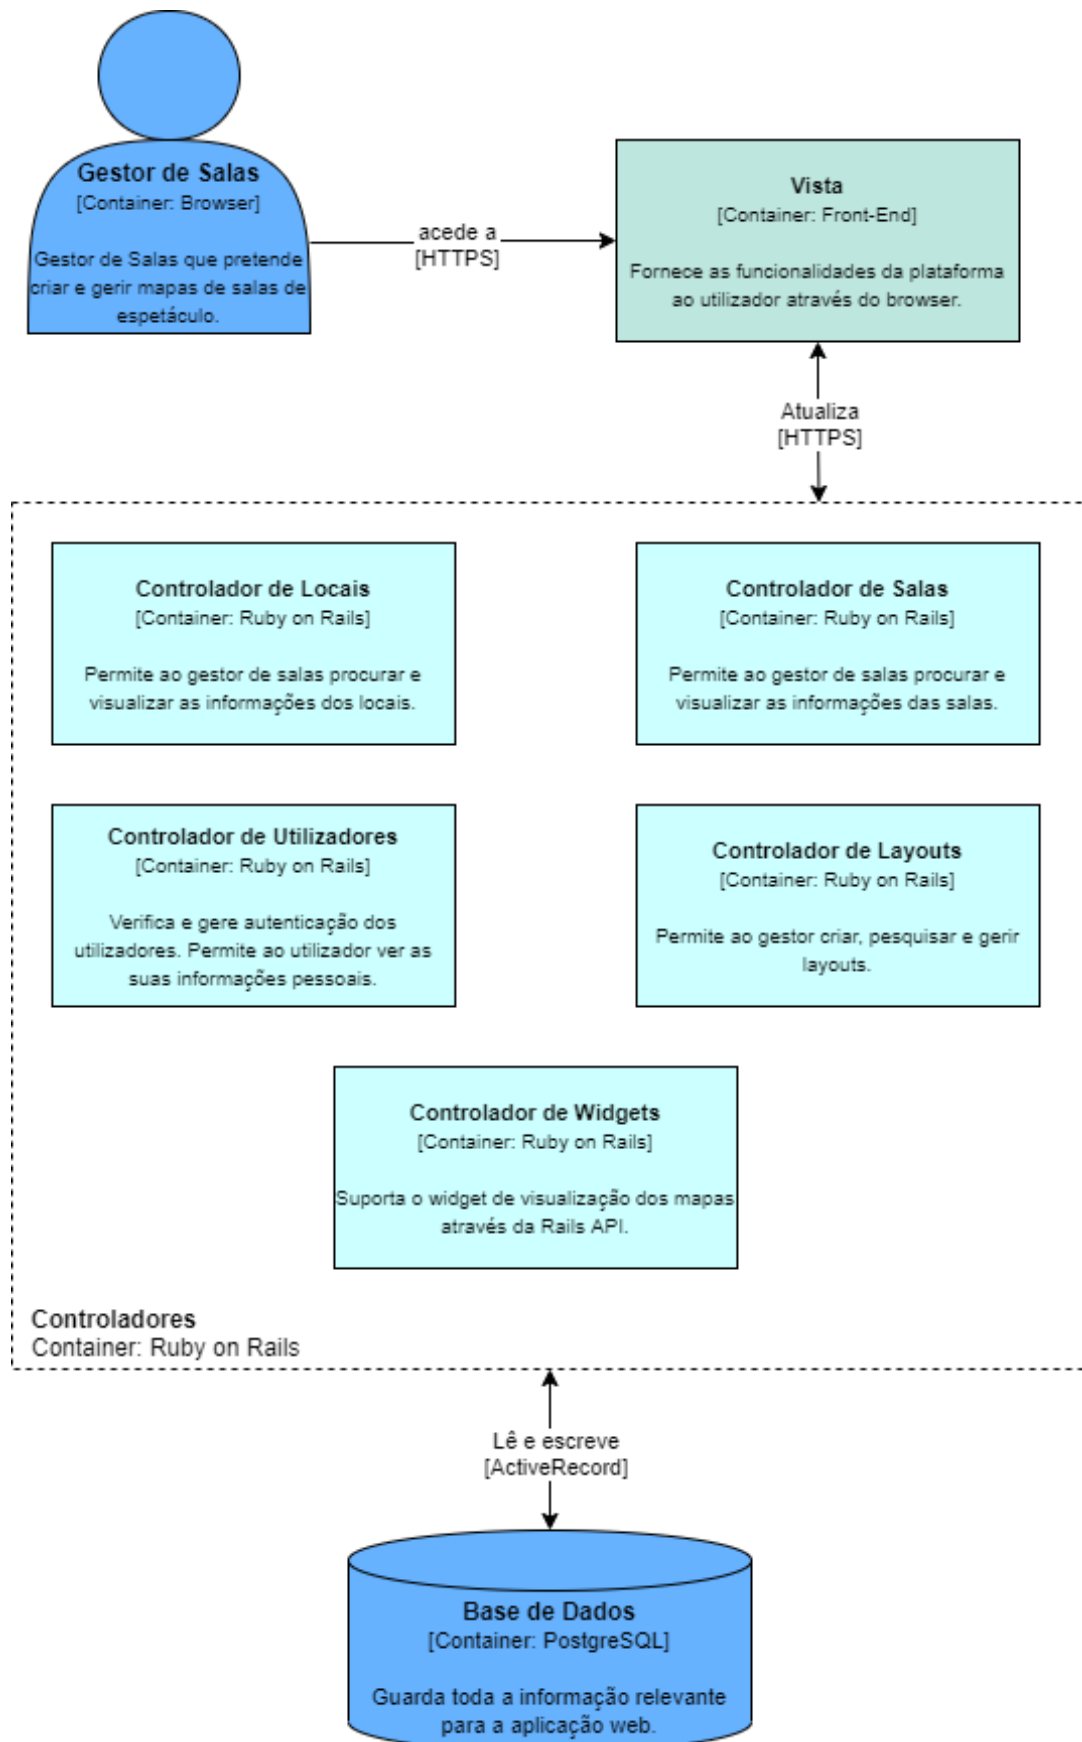 Gestor de Salas
[Container: Browser]
Gestor de Salas que pretende
criar e gerir mapas de salas de
espetáculo.
acede a
[HTTPS]
Vista
[Container: Front-End]
Fornece as funcionalidades da plataforma
ao utilizador através do browser.
Atualiza
[HTTPS]
Controlador de Locais
[Container: Ruby on Rails]
Permite ao gestor de salas procurar e
visualizar as informações dos locais.
Controlador de Salas
[Container: Ruby on Rails]
Permite ao gestor de salas procurar e
visualizar as informações das salas.
Controlador de Utilizadores
[Container: Ruby on Rails]
Verifica e gere autenticação dos
utilizadores. Permite ao utilizador ver as
suas informações pessoais.
Controlador de Layouts
[Container: Ruby on Rails]
Permite ao gestor criar, pesquisar e gerir
layouts.
Controlador de Widgets
[Container: Ruby on Rails]
Suporta o widget de visualização dos mapas
através da Rails API.
Controladores
Container: Ruby on Rails
Lê e escreve
[ActiveRecord]
Base de Dados
[Container: PostgreSQL]
Guarda toda a informação relevante
para a aplicação web.